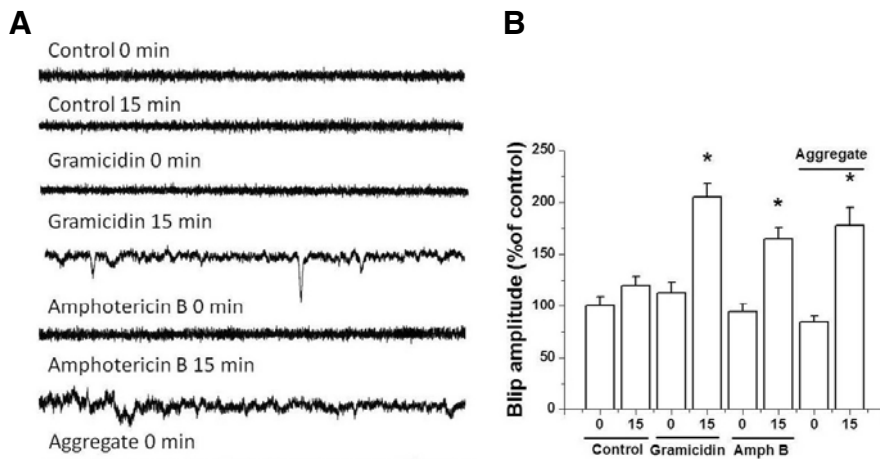 A
Control 0 min
Control 15 min
Gramicidin 0 min
Gramicidin 15 min
Amphotericin B 0 min
Amphotericin B 15 min
Aggregate 0 min
B
Blip amplitude (%of control)
250
200
150
100
50
0
Aggregate
*
*
*
0 15 0 15 0 15 0 15
Control Gramicidin Amph B